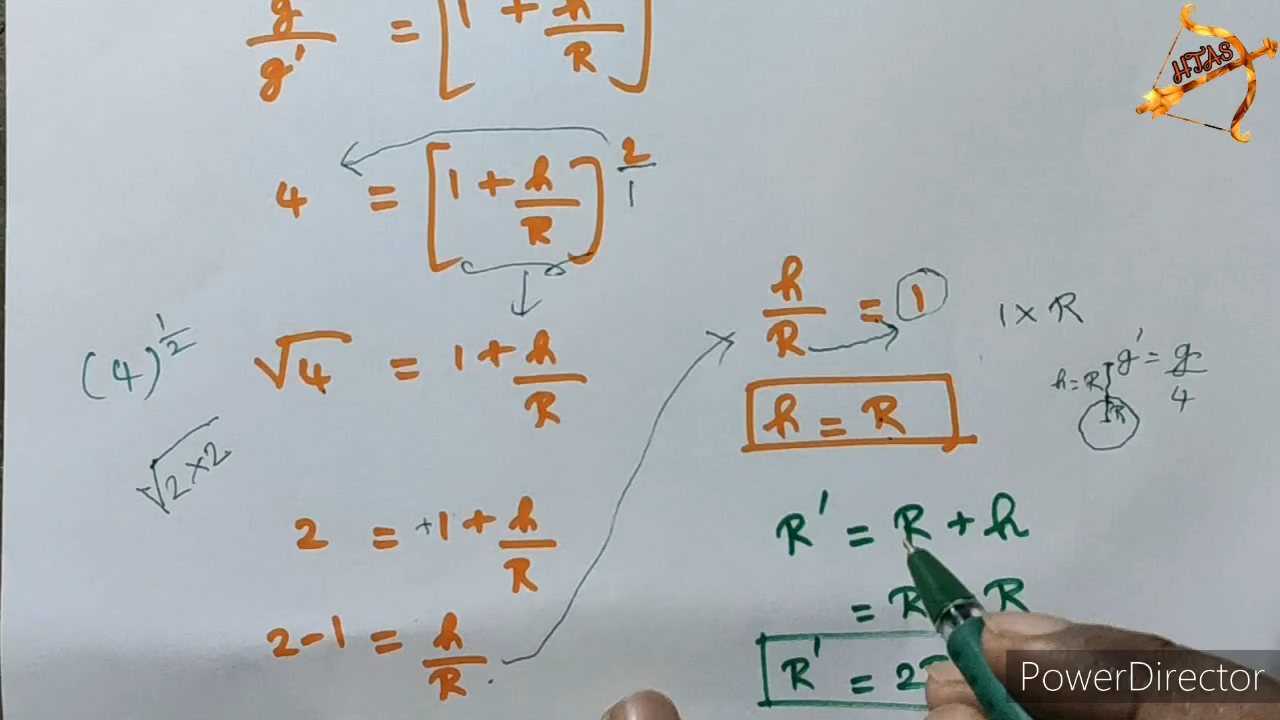 g/g' = [1 + h/R]
4 = [1 + h/R]^2/1
(4)^1/2 √4 = 1 + h/R
√2×2
2 = +1 + h/R
2-1 = h/R
h/R = 1
1 × R
h = R
g' = g/4
h=R
R
R' = R + h
= R R
R' = 2
HTAS
PowerDirector